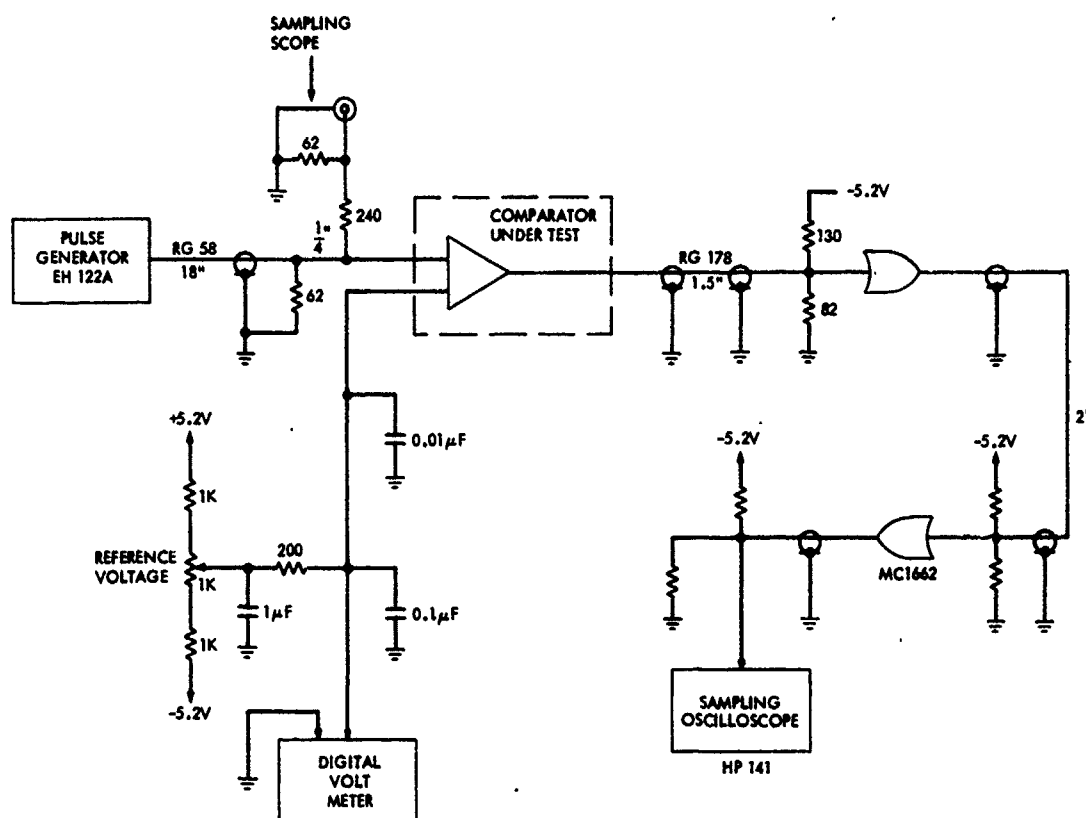 SAMPLING
SCOPE
62
240
PULSE
GENERATOR
EH 122A
RG 58
18"
1/4"
62
COMPARATOR
UNDER TEST
RG 178
1.5"
-5.2V
130
82
2'
+5.2V
1K
REFERENCE
VOLTAGE
1K
1K
-5.2V
200
1µF
0.01µF
0.1µF
DIGITAL
VOLT
METER
-5.2V
-5.2V
MC1662
SAMPLING
OSCILLOSCOPE
HP 141